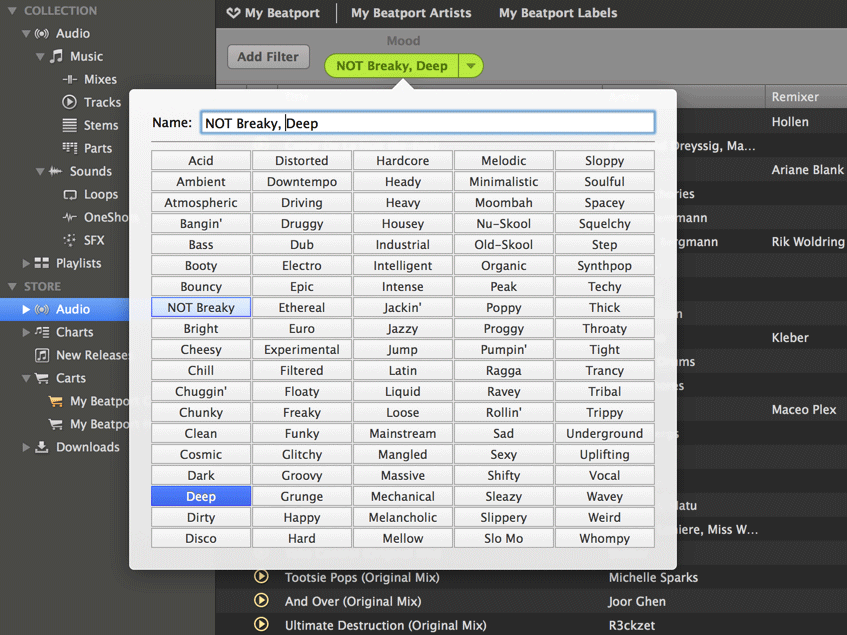 COLLECTION
Audio
Music
Mixes
Tracks
Stems
Parts
Sounds
Loops
OneSho
SFX
Playlists
STORE
Audio
Charts
New Release
Carts
My Beatpo
My Beatpo
Downloads
My Beatport My Beatport Artists My Beatport Labels
Mood
Add Filter NOT Breaky, Deep
Name: NOT Breaky, Deep
Acid Distorted Hardcore Melodic Sloppy
Ambient Downtempo Heady Minimalistic Soulful
Atmospheric Driving Heavy Moombah Spacey
Bangin' Druggy Housey Nu-Skool Squelchy
Bass Dub Industrial Old-Skool Step
Booty Electro Intelligent Organic Synthpop
Bouncy Epic Intense Peak Techy
NOT Breaky Ethereal Jackin' Poppy Thick
Bright Euro Jazzy Proggy Throaty
Cheesy Experimental Jump Pumpin' Tight
Chill Filtered Latin Ragga Trancy
Chuggin' Floaty Liquid Ravey Tribal
Chunky Freaky Loose Rollin' Trippy
Clean Funky Mainstream Sad Underground
Cosmic Glitchy Mangled Sexy Uplifting
Dark Groovy Massive Shifty Vocal
Deep Grunge Mechanical Sleazy Wavey
Dirty Happy Melancholic Slippery Weird
Disco Hard Mellow Slo Mo Whompy
Remixer
Hollen
Dreyssig, Ma...
Ariane Blank
Rik Woldring
Kleber
Maceo Plex
iere, Miss W...
Tootsie Pops (Original Mix) Michelle Sparks
And Over (Original Mix) Joor Ghen
Ultimate Destruction (Original Mix) R3ckzet